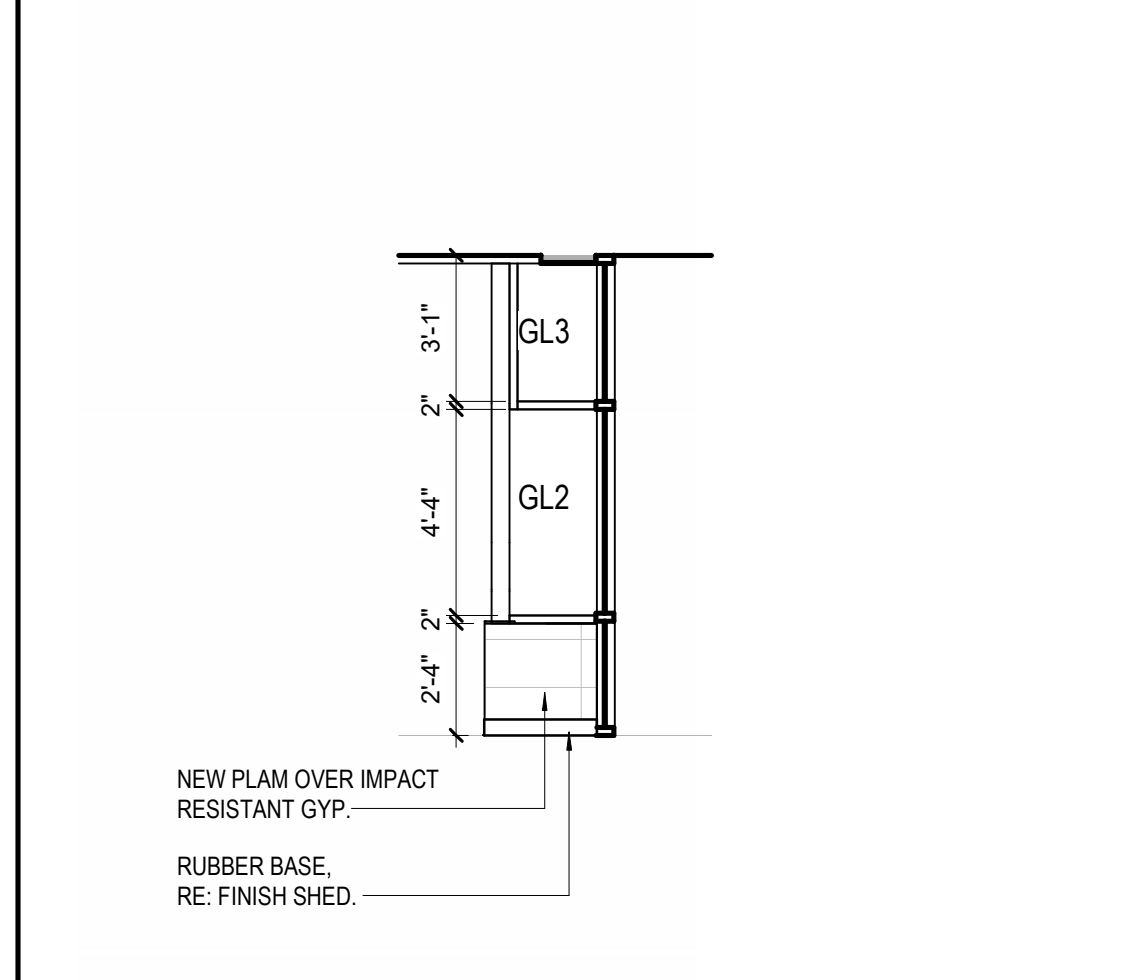 3'-1"
GL3
2"
4'-4"
GL2
2"
2'-4"
NEW PLAM OVER IMPACT
RESISTANT GYP.
RUBBER BASE,
RE: FINISH SHED.